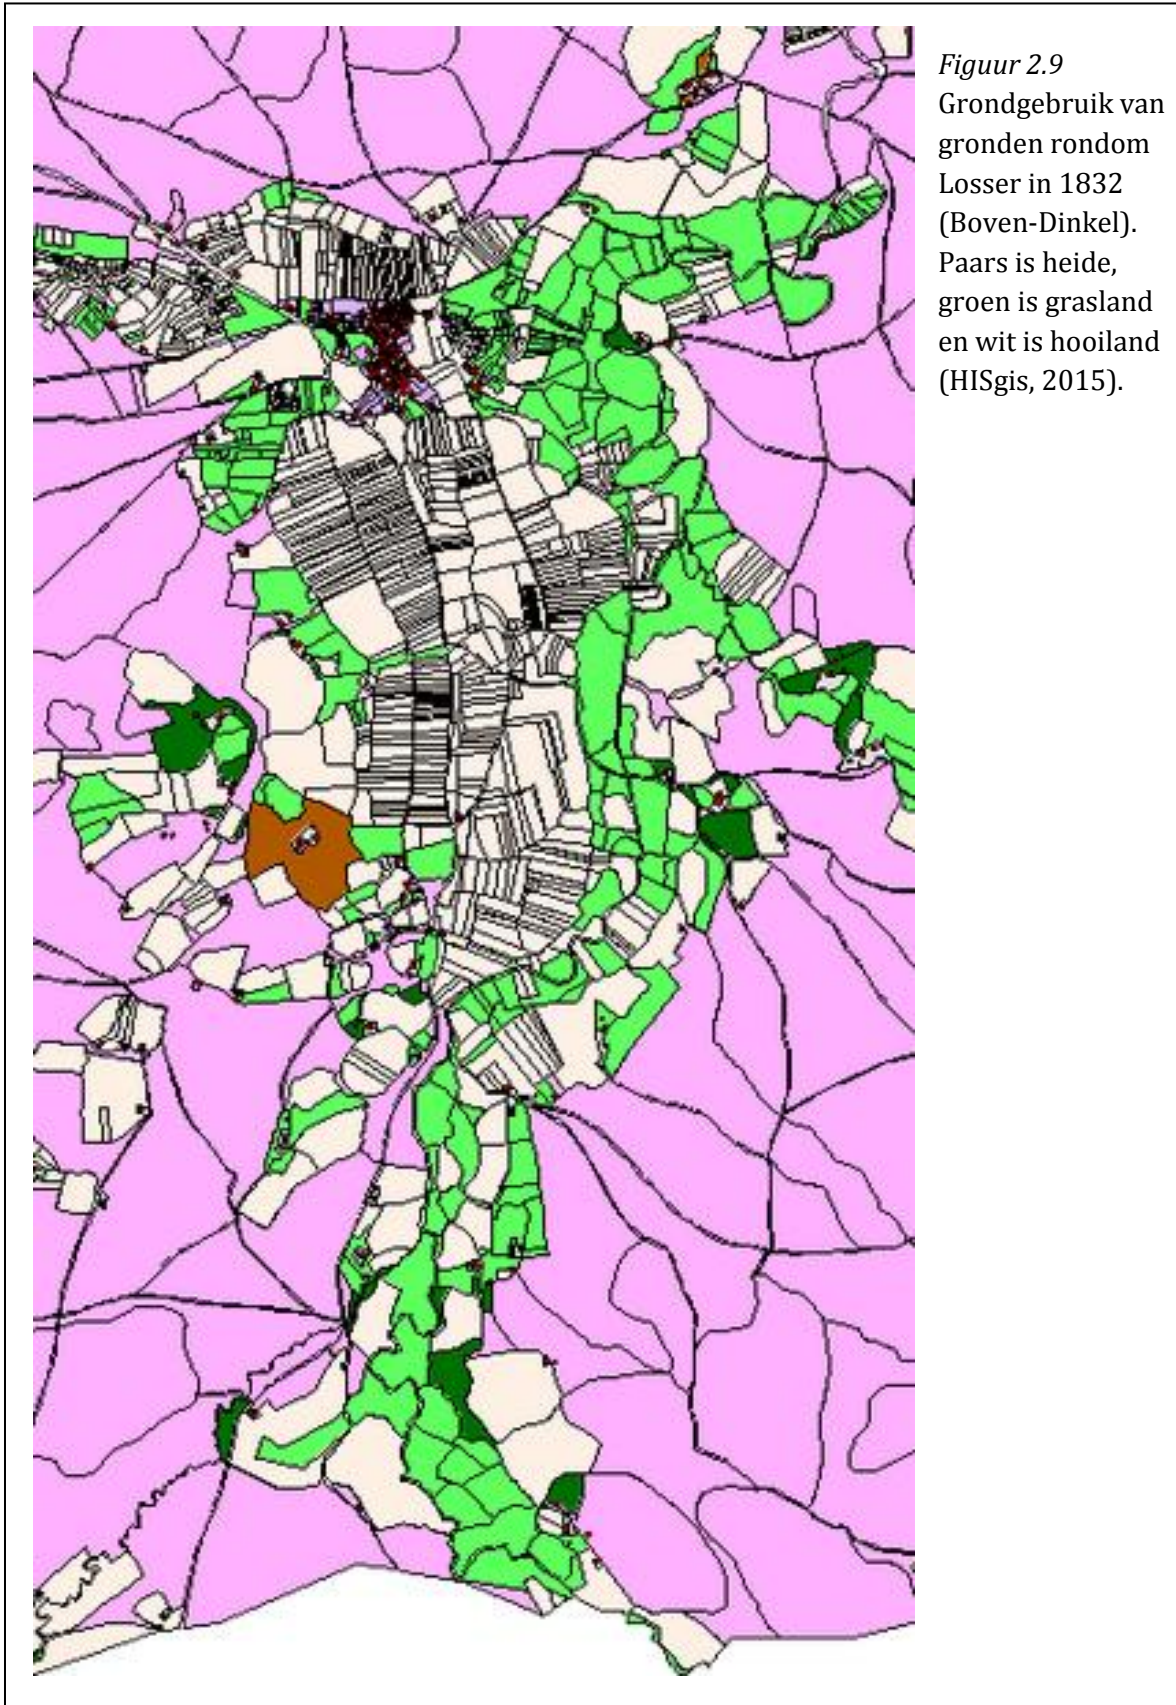 Figuur 2.9
Grondgebruik van
gronden rondom
Losser in 1832
(Boven-Dinkel).
Paars is heide,
groen is grasland
en wit is hooiland
(HISgis, 2015).